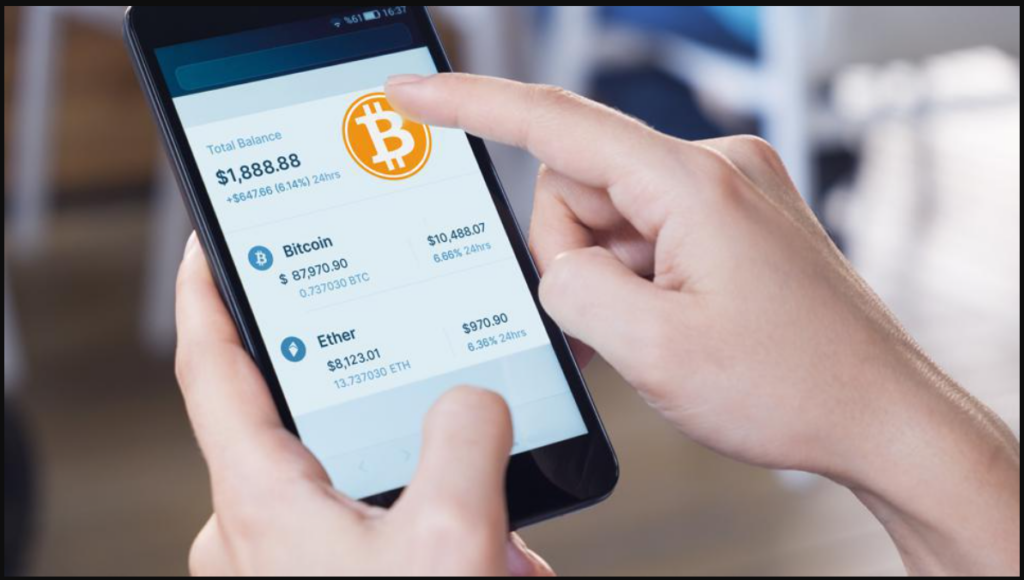 %61 16:37
Total Balance
$1,888.88
+$647.66 (6.14%) 24hrs
Bitcoin
$ 87,970.90
0.737030 BTC
$10,488.07
6.66% 24hrs
Ether
$8,123.01
13.737030 ETH
$970.90
6.36% 24hrs